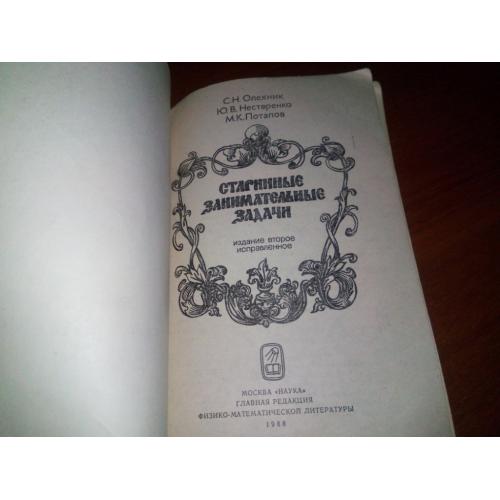 С.Н. Олехник
Ю.В. Нестеренко
М.К. Потапов
СТАРИННЫЕ
ЗАНИМАТЕЛЬНЫЕ
ЗАДАЧИ
издание второе
исправленное
МОСКВА «НАУКА»
ГЛАВНАЯ РЕДАКЦИЯ
ФИЗИКО-МАТЕМАТИЧЕСКОЙ ЛИТЕРАТУРЫ
1988